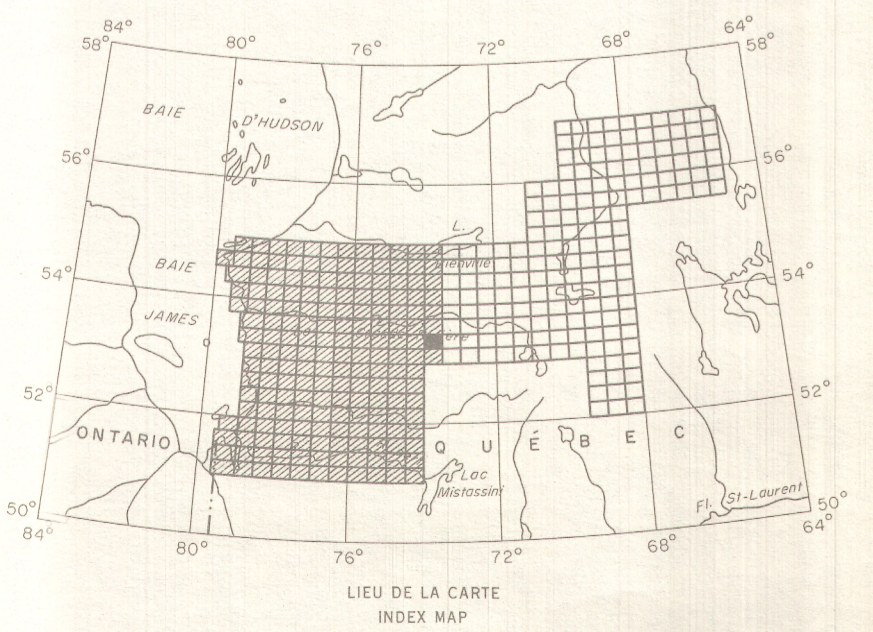 84°
80°
76°
72°
68°
64°
58°
58°
BAIE
D'HUDSON
56°
56°
L.
Bienville
54°
BAIE
54°
JAMES
52°
52°
ONTARIO
QUÉBEC
Lac
Mistassini
Fl. St-Laurent
50°
50°
84°
80°
76°
72°
68°
64°
LIEU DE LA CARTE
INDEX MAP